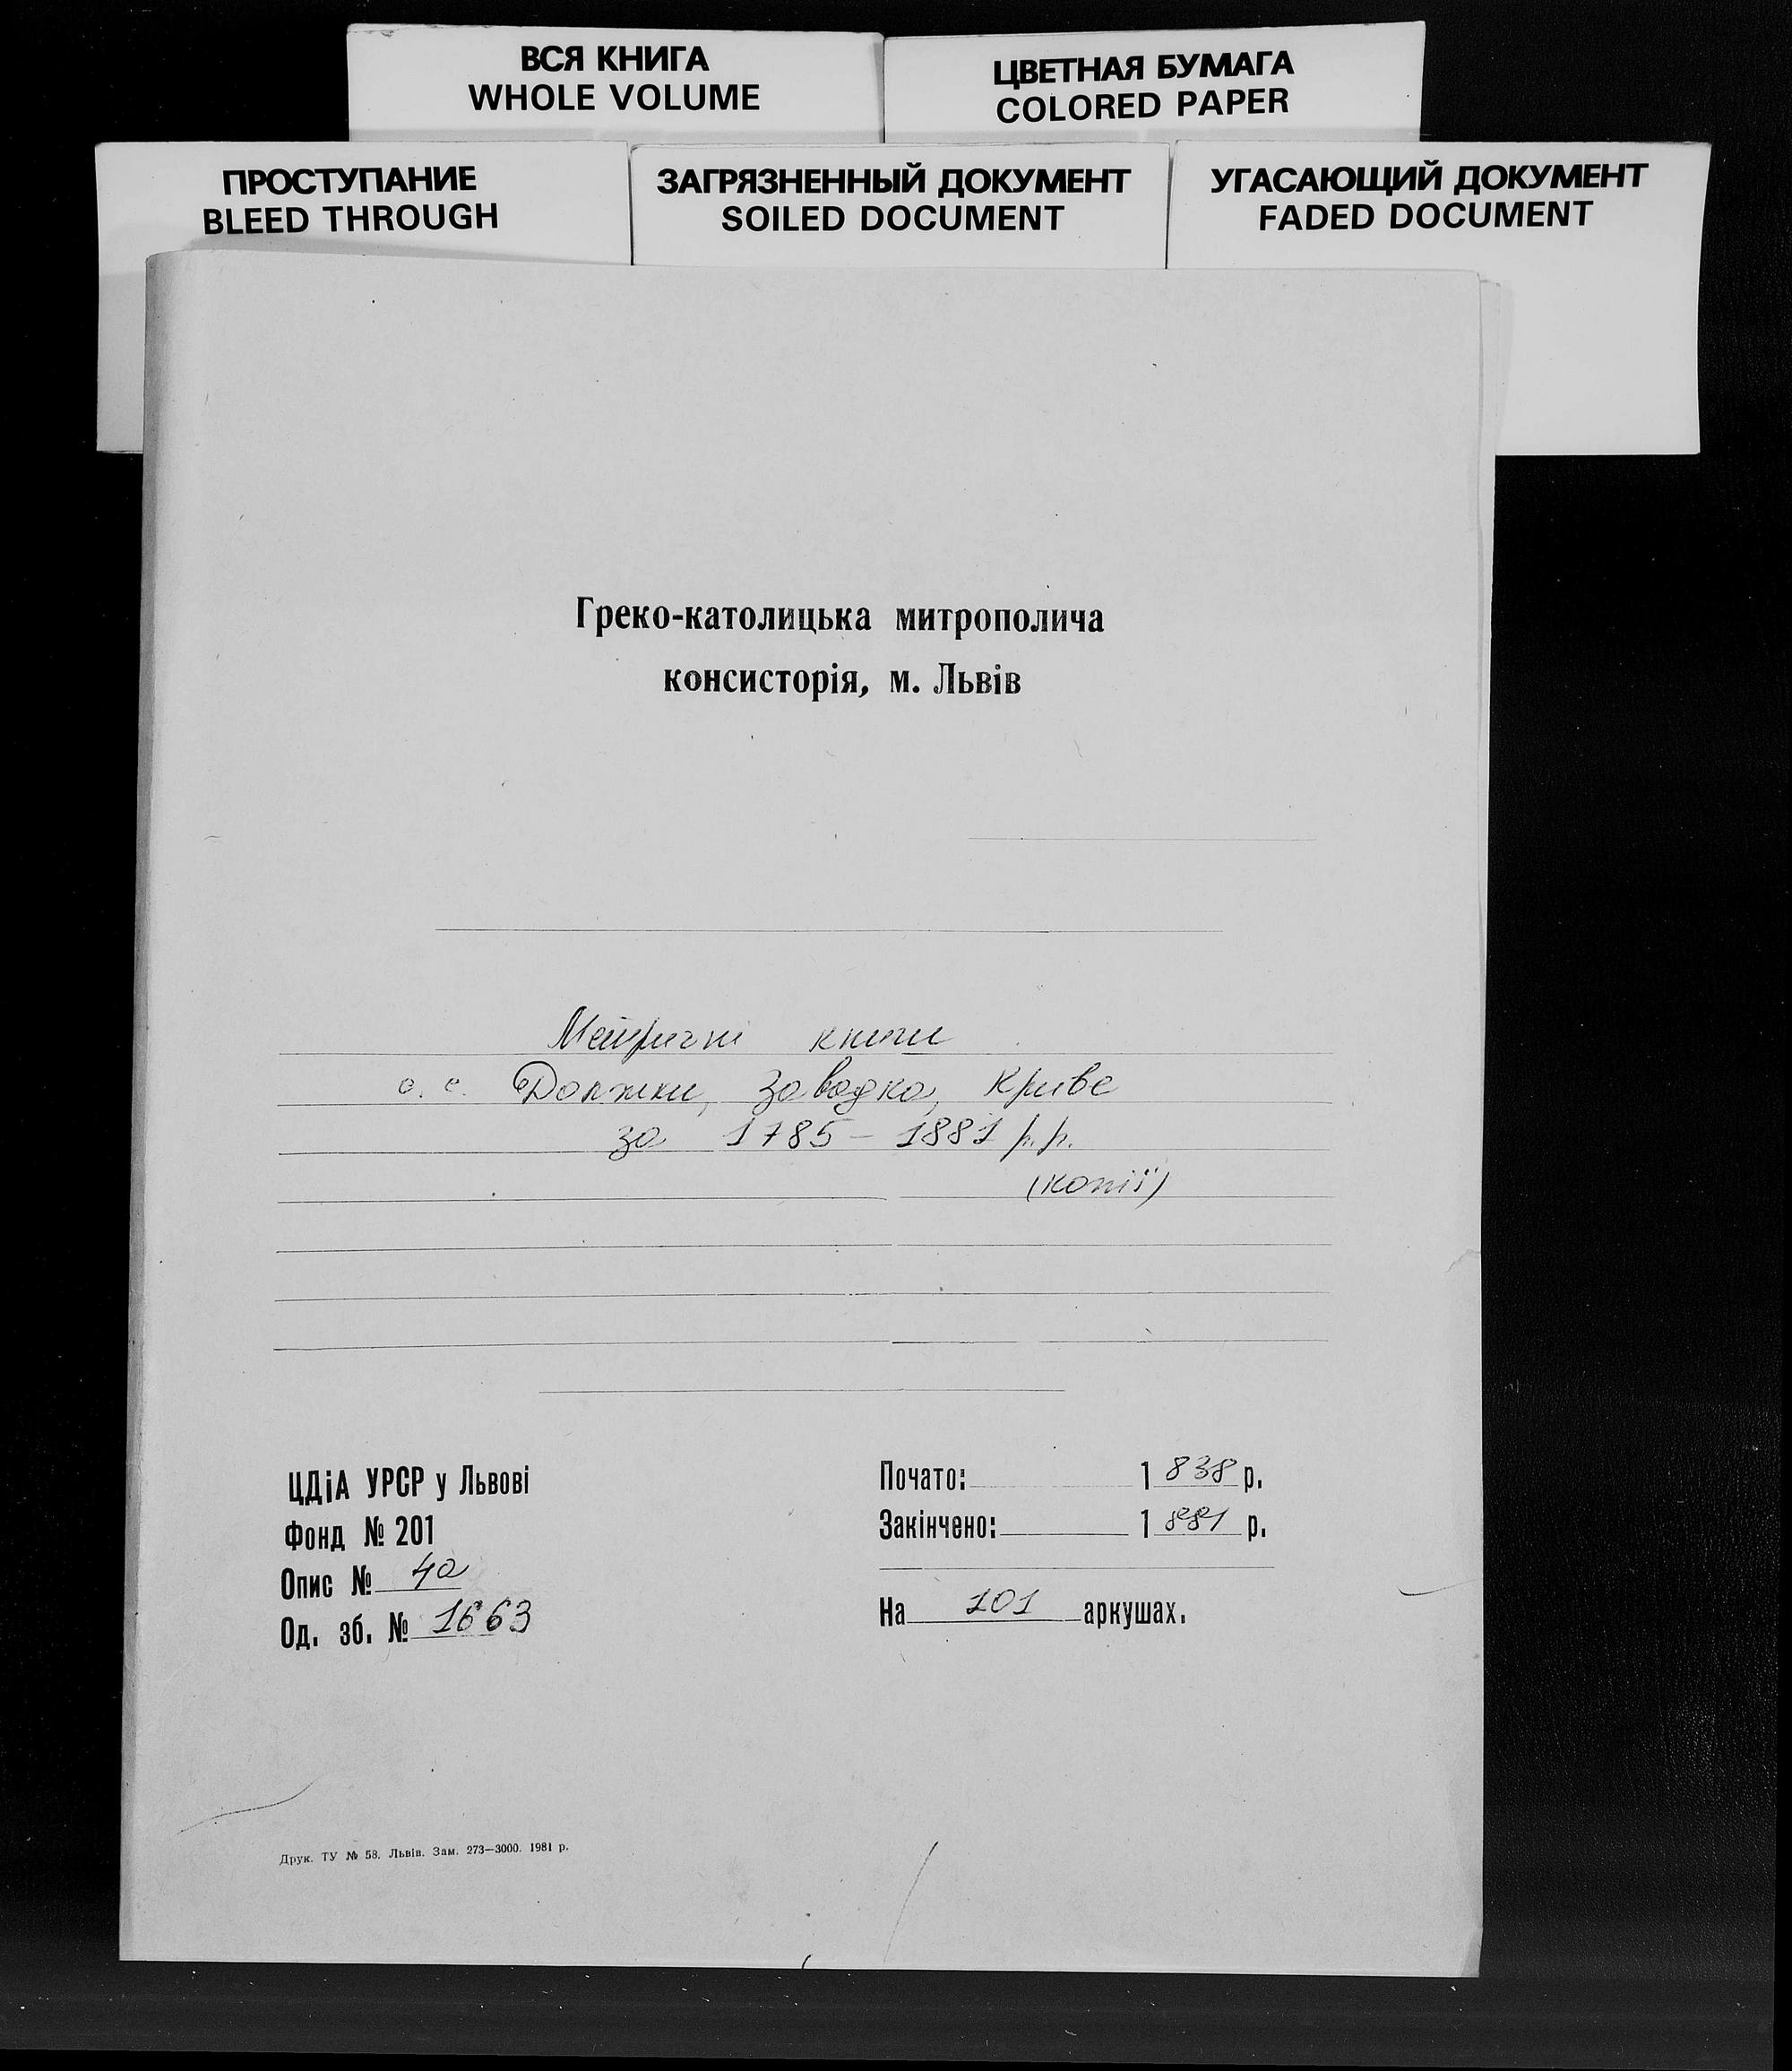 ВСЯ КНИГА
WHOLE VOLUME
ЦВЕТНАЯ БУМАГА
COLORED PAPER
ПРОСТУПАНИЕ
BLEED THROUGH
ЗАГРЯЗНЕННЫЙ ДОКУМЕНТ
SOILED DOCUMENT
УГАСАЮЩИЙ ДОКУМЕНТ
FADED DOCUMENT
Греко-католицька митрополича
консисторія, м. Львів
Метричні книги
с. с. Должки, Завадка, Криве
за 1785 – 1881 р.р.
(копії)
ЦДіА УРСР у Львові
Фонд № 201
Опис № 4а
Од. зб. № 1663
Почато: 1838 р.
Закінчено: 1881 р.
На 101 аркушах.
Друк. ТУ № 58. Львів. Зам. 273—3000. 1981 р.